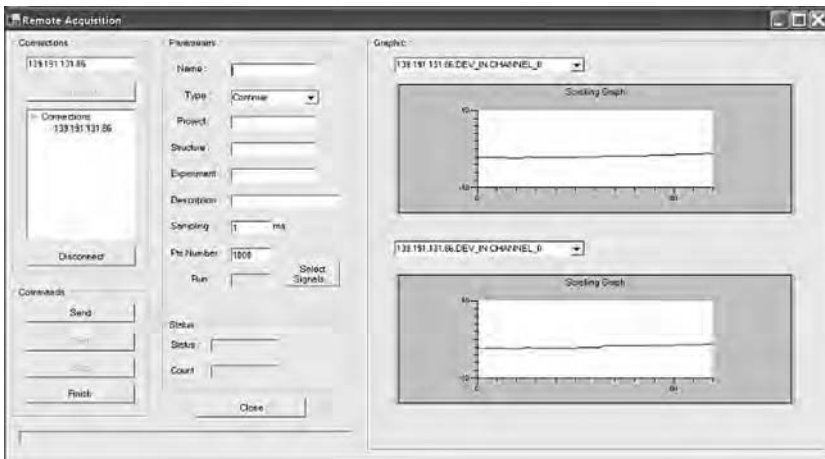 Remote Acquisition
Connections
139.191.131.86
Connections
139.191.131.86
Disconnect
Commands
Send
Finish
Parameters
Name :
Type :
Continue
Project
Structure :
Experiment
Description
Sampling
1
ms
Pts Number
1000
Run
Select Signals
Status
Status :
Count
Close
Graphic
139.191.131.86.DEV_IN.CHANNEL_0
Scrolling Graph
10
-10
0
139.191.131.86.DEV_IN.CHANNEL_0
Scrolling Graph
10
-10
0